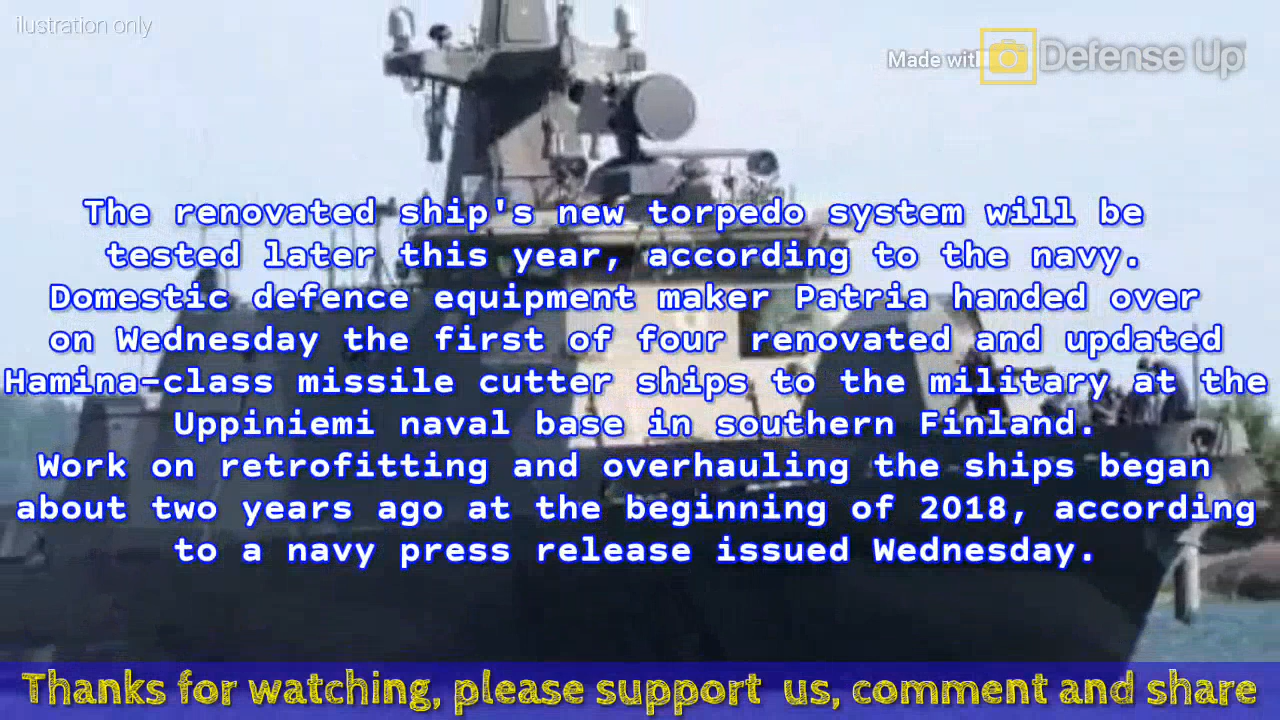 ilustration only
Made with Defense Up
The renovated ship's new torpedo system will be
tested later this year, according to the navy.
Domestic defence equipment maker Patria handed over
on Wednesday the first of four renovated and updated
Hamina-class missile cutter ships to the military at the
Uppiniemi naval base in southern Finland.
Work on retrofitting and overhauling the ships began
about two years ago at the beginning of 2018, according
to a navy press release issued Wednesday.
Thanks for watching, please support us, comment and share